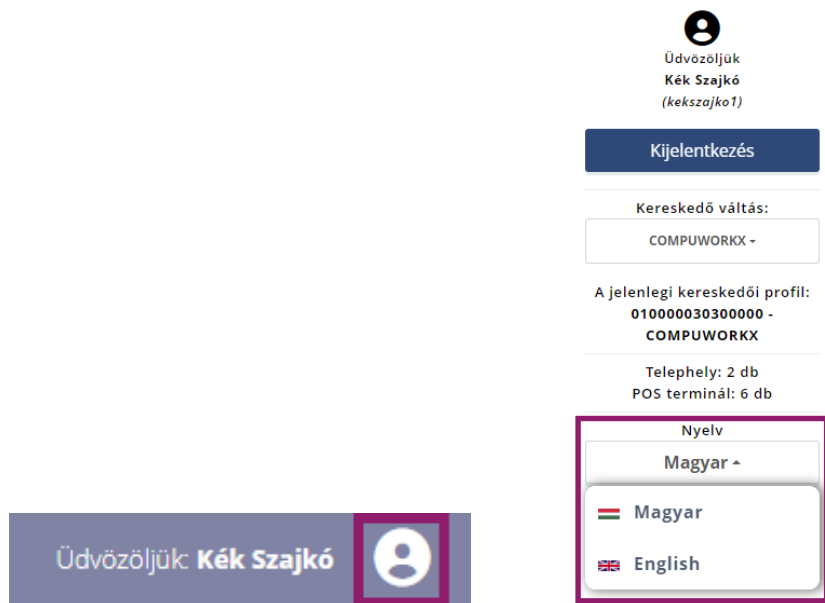 Üdvözöljük
Kék Szajkó
(kekszajko1)
Kijelentkezés
Kereskedő váltás:
COMPUWORKX
A jelenlegi kereskedői profil:
010000030300000 -
COMPUWORKX
Telephely: 2 db
POS terminál: 6 db
Nyelv
Magyar
Magyar
English
Üdvözöljük: Kék Szajkó